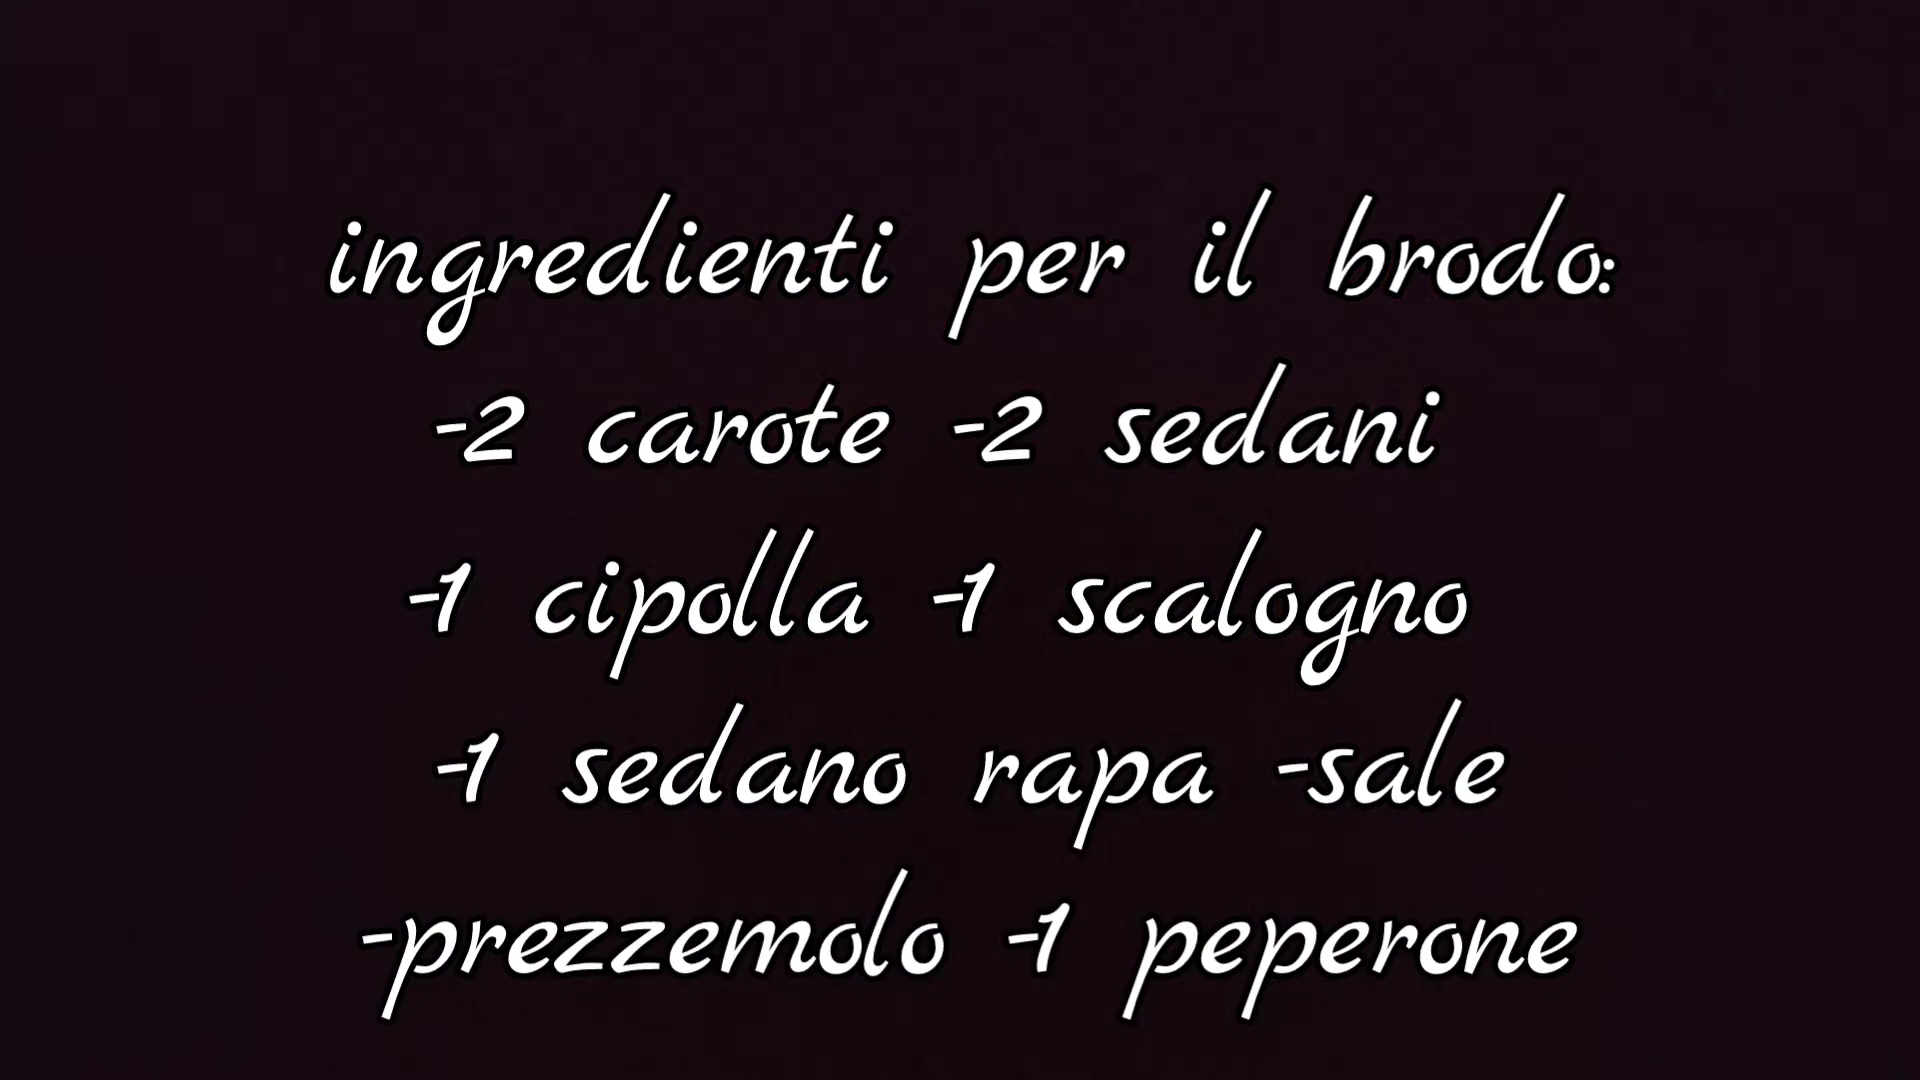 ingredienti per il brodo:
-2 carote -2 sedani
-1 cipolla -1 scalogno
-1 sedano rapa -sale
-prezzemolo -1 peperone